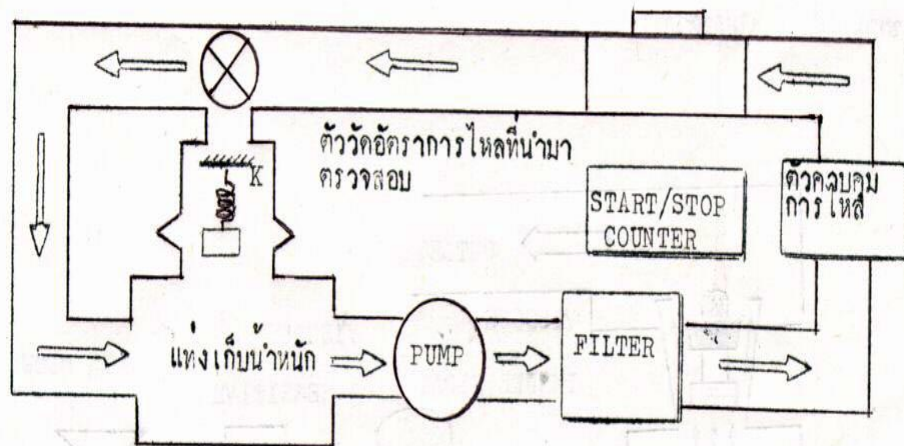 ตัววัดอัตราการไหลที่นำมา
ตรวจสอบ
K
START/STOP
COUNTER
ตัวควบคุม
การไหล
แท่งเก็บน้ำหนัก
PUMP
FILTER